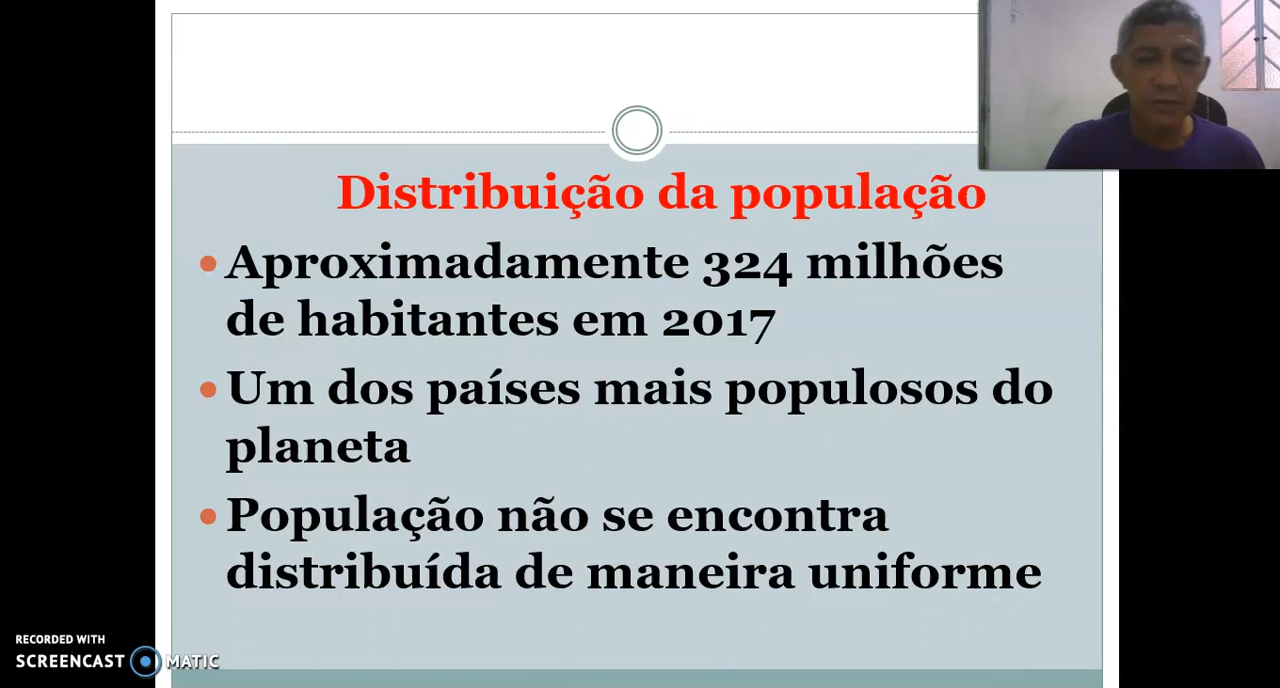 Distribuição da população
• Aproximadamente 324 milhões
de habitantes em 2017
• Um dos países mais populosos do
planeta
• População não se encontra
distribuída de maneira uniforme
RECORDED WITH
SCREENCAST MATIC